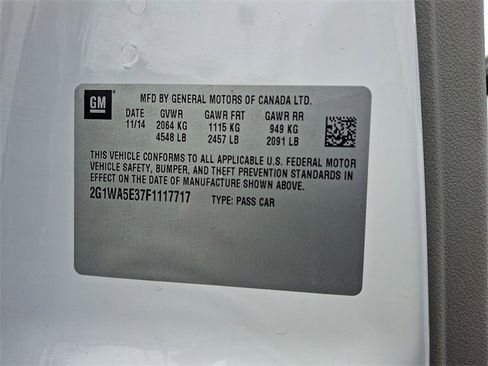 GM
MFD BY GENERAL MOTORS OF CANADA LTD.
DATE GVWR GAWR FRT GAWR RR
11/14 2064 KG 1115 KG 949 KG
4548 LB 2457 LB 2091 LB
THIS VEHICLE CONFORMS TO ALL APPLICABLE U.S. FEDERAL MOTOR
VEHICLE SAFETY, BUMPER, AND THEFT PREVENTION STANDARDS IN
EFFECT ON THE DATE OF MANUFACTURE SHOWN ABOVE.
2G1WA5E37F1117717 TYPE: PASS CAR